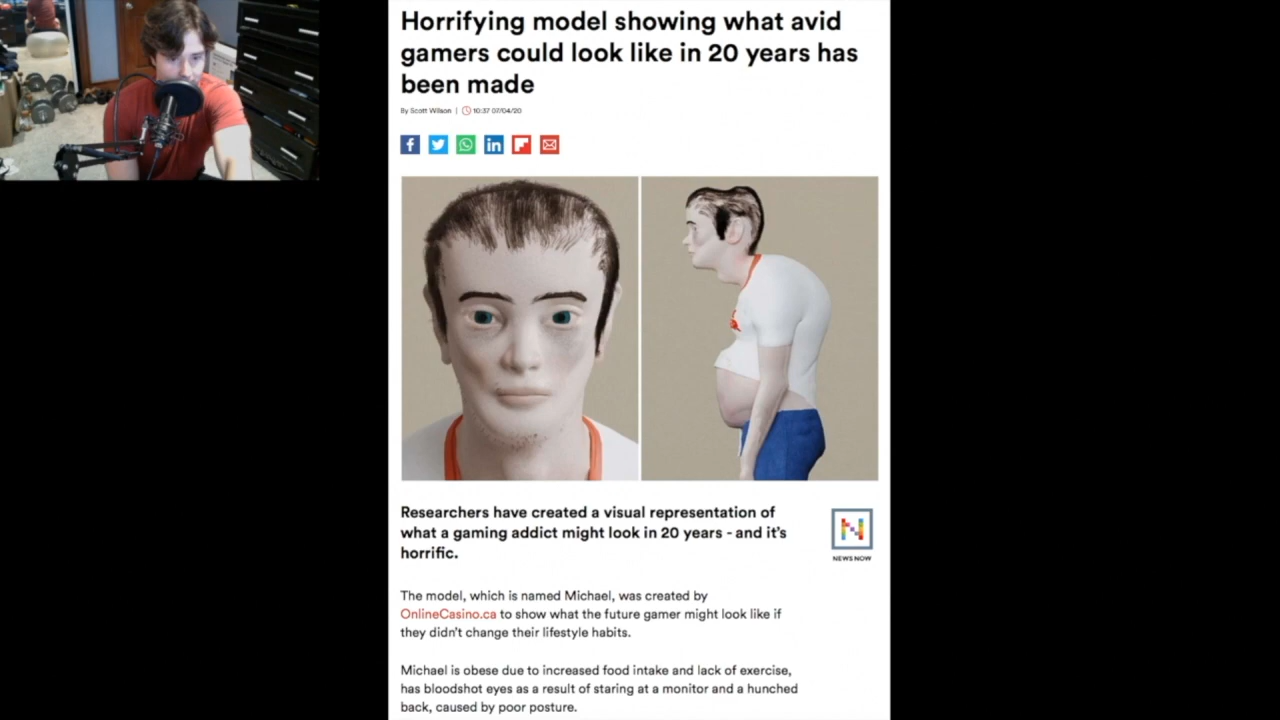 Horrifying model showing what avid
gamers could look like in 20 years has
been made
By Scott Wilson | 10:37 07/04/20
Researchers have created a visual representation of
what a gaming addict might look in 20 years - and it's
horrific.
N
NEWS NOW
The model, which is named Michael, was created by
OnlineCasino.ca to show what the future gamer might look like if
they didn't change their lifestyle habits.
Michael is obese due to increased food intake and lack of exercise,
has bloodshot eyes as a result of staring at a monitor and a hunched
back, caused by poor posture.